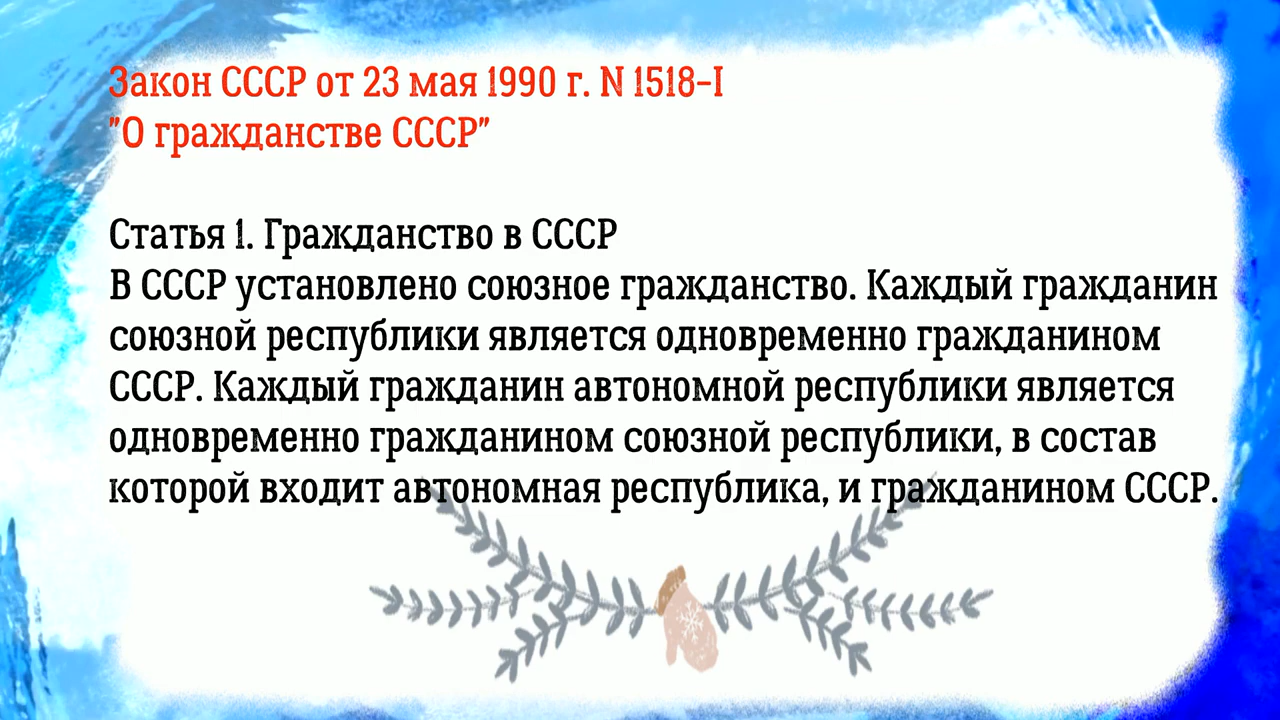 Закон СССР от 23 мая 1990 г. N 1518-I
"О гражданстве СССР"
Статья 1. Гражданство в СССР
В СССР установлено союзное гражданство. Каждый гражданин
союзной республики является одновременно гражданином
СССР. Каждый гражданин автономной республики является
одновременно гражданином союзной республики, в состав
которой входит автономная республика, и гражданином СССР.